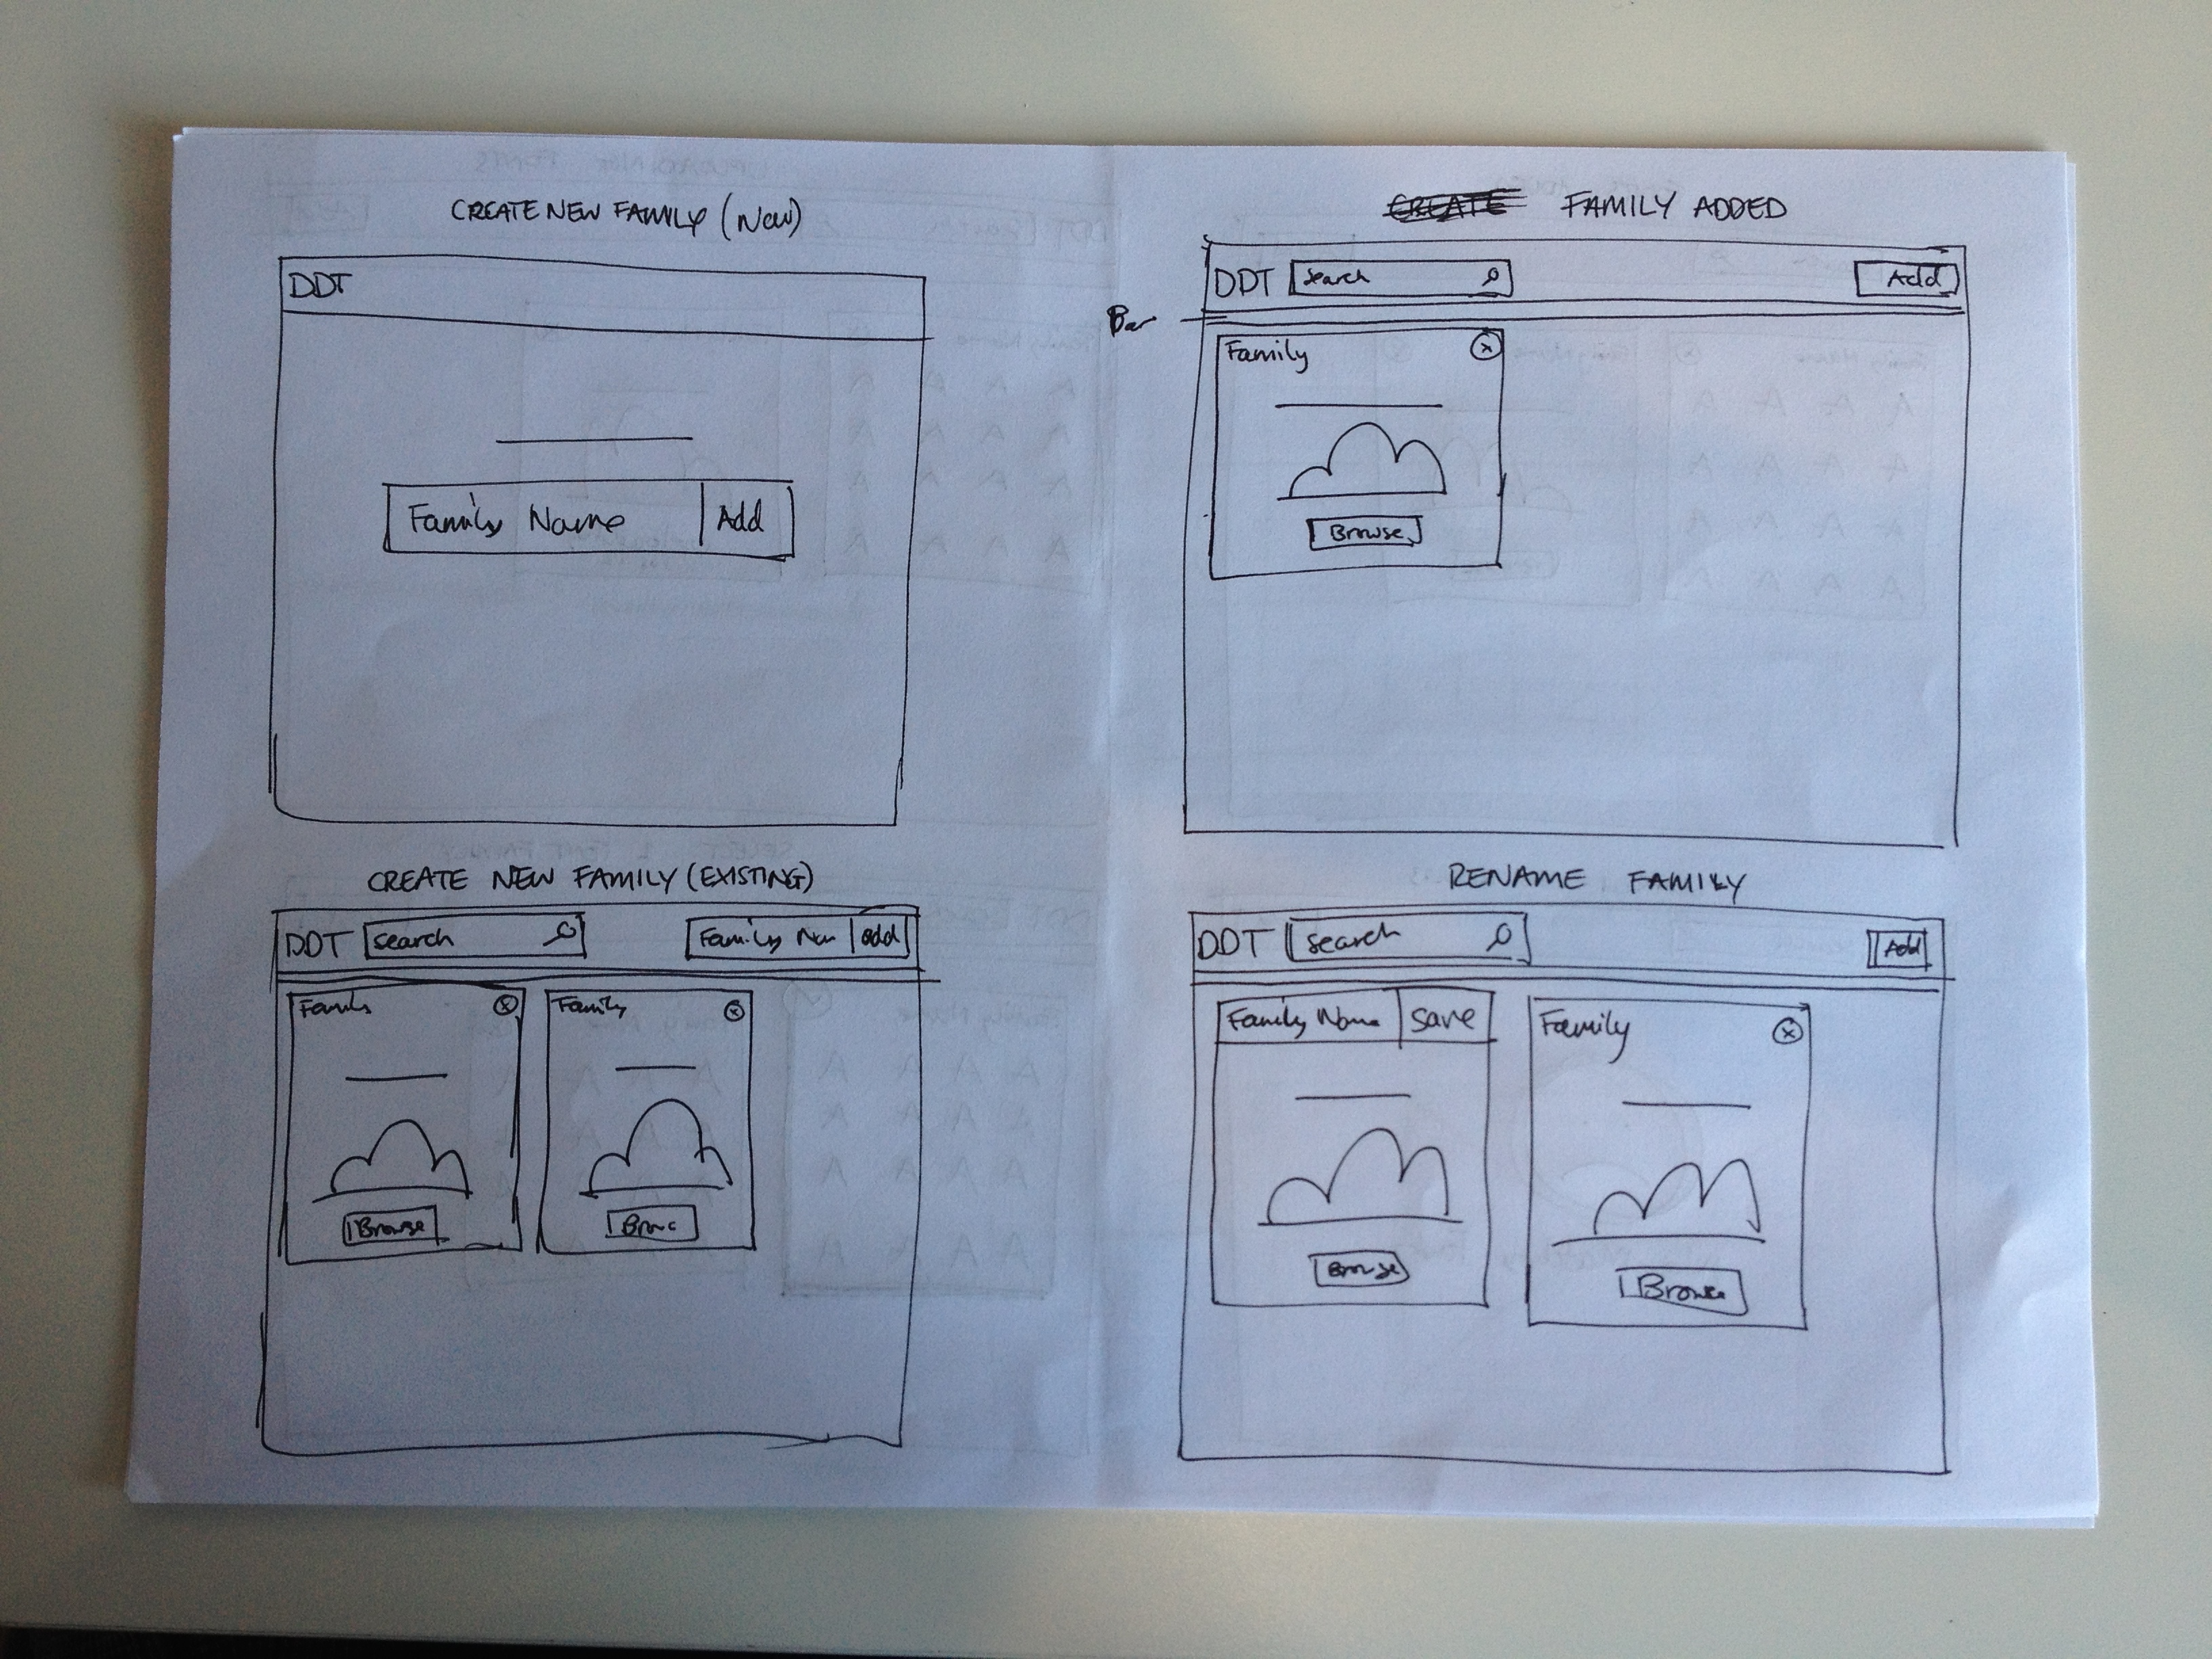 CREATE NEW FAMILY (New)
DDT
Family Name Add
CREATE FAMILY ADDED
DDT Search Add
Bar
Family x
Browse
CREATE NEW FAMILY (EXISTING)
DDT Search Family Nam add
Family x Family x
Browse Brows
RENAME FAMILY
DDT Search Add
Family Name Save Family x
Browse Browse